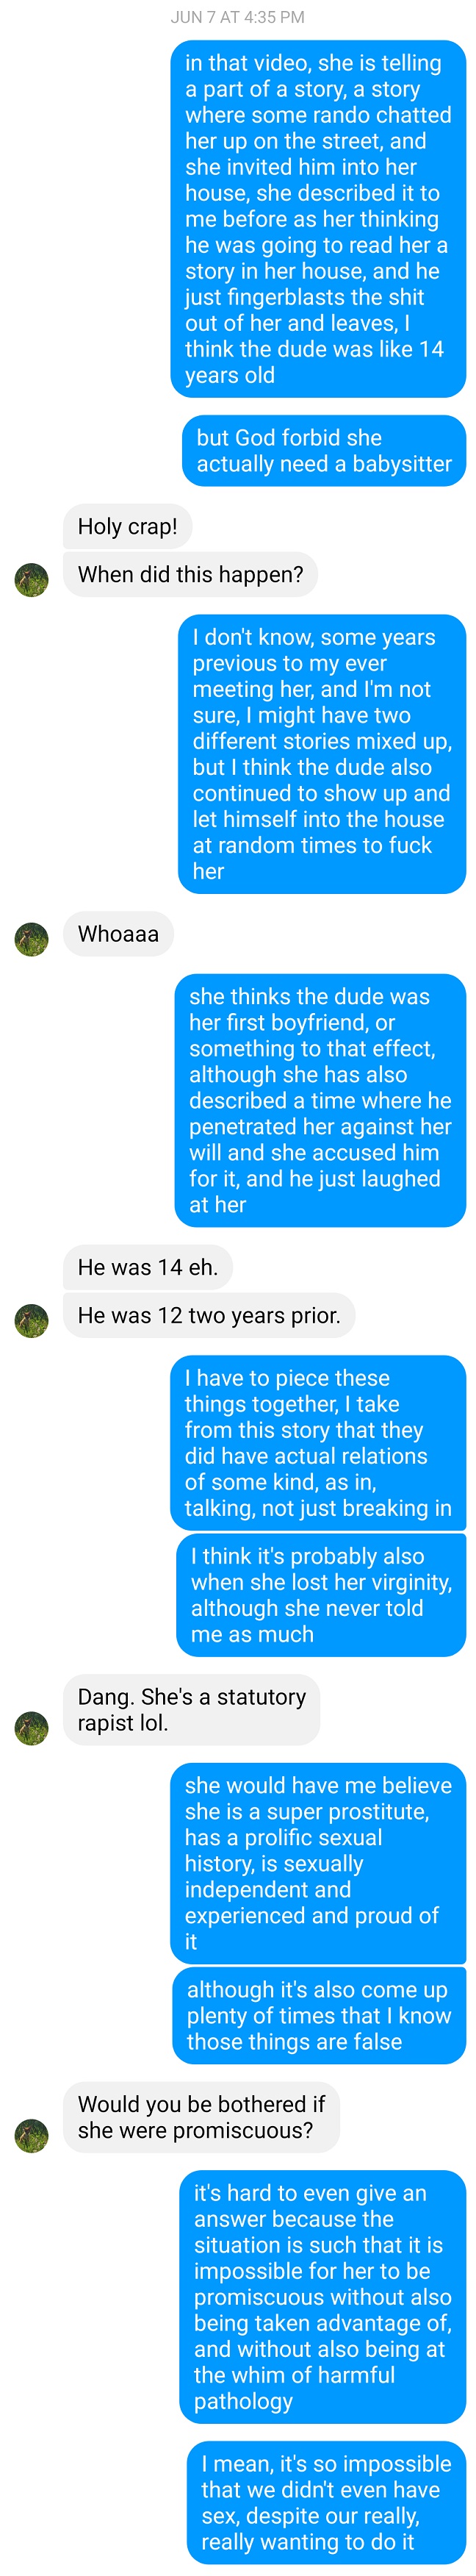 JUN 7 AT 4:35 PM
in that video, she is telling
a part of a story, a story
where some rando chatted
her up on the street, and
she invited him into her
house, she described it to
me before as her thinking
he was going to read her a
story in her house, and he
just fingerblasts the shit
out of her and leaves, I
think the dude was like 14
years old
but God forbid she
actually need a babysitter
Holy crap!
When did this happen?
I don't know, some years
previous to my ever
meeting her, and I'm not
sure, I might have two
different stories mixed up,
but I think the dude also
continued to show up and
let himself into the house
at random times to fuck
her
Whoaaa
she thinks the dude was
her first boyfriend, or
something to that effect,
although she has also
described a time where he
penetrated her against her
will and she accused him
for it, and he just laughed
at her
He was 14 eh.
He was 12 two years prior.
I have to piece these
things together, I take
from this story that they
did have actual relations
of some kind, as in,
talking, not just breaking in
I think it's probably also
when she lost her virginity,
although she never told
me as much
Dang. She's a statutory
rapist lol.
she would have me believe
she is a super prostitute,
has a prolific sexual
history, is sexually
independent and
experienced and proud of
it
although it's also come up
plenty of times that I know
those things are false
Would you be bothered if
she were promiscuous?
it's hard to even give an
answer because the
situation is such that it is
impossible for her to be
promiscuous without also
being taken advantage of,
and without also being at
the whim of harmful
pathology
I mean, it's so impossible
that we didn't even have
sex, despite our really,
really wanting to do it